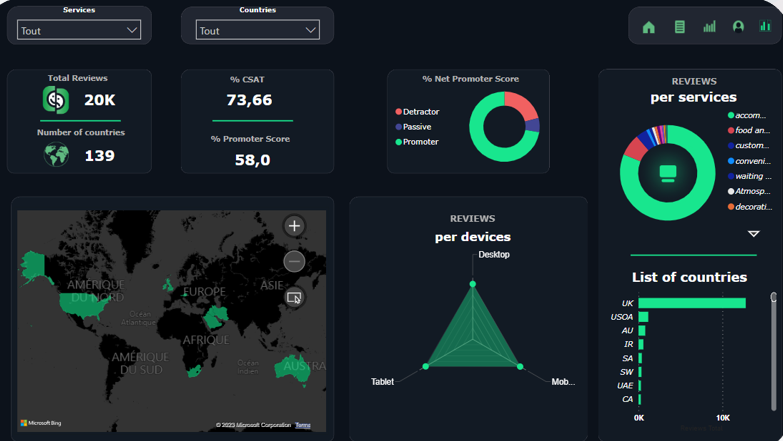 Services
Tout
Countries
Tout
Total Reviews
20K
Number of countries
139
% CSAT
73,66
% Promoter Score
58,0
% Net Promoter Score
Detractor
Passive
Promoter
REVIEWS
per services
accom...
food an...
custom...
conveni...
waiting ...
Atmosp...
decorati...
AMÉRIQUE
DU NORD
EUROPE
ASIE
Océan
Atlantique
AFRIQUE
AMÉRIQUE
DU SUD
Océan
Indien
AUSTRA
Microsoft Bing
© 2023 Microsoft Corporation Terms
REVIEWS
per devices
Desktop
Tablet
Mob...
List of countries
UK
USOA
AU
IR
SA
SW
UAE
CA
0K
10K